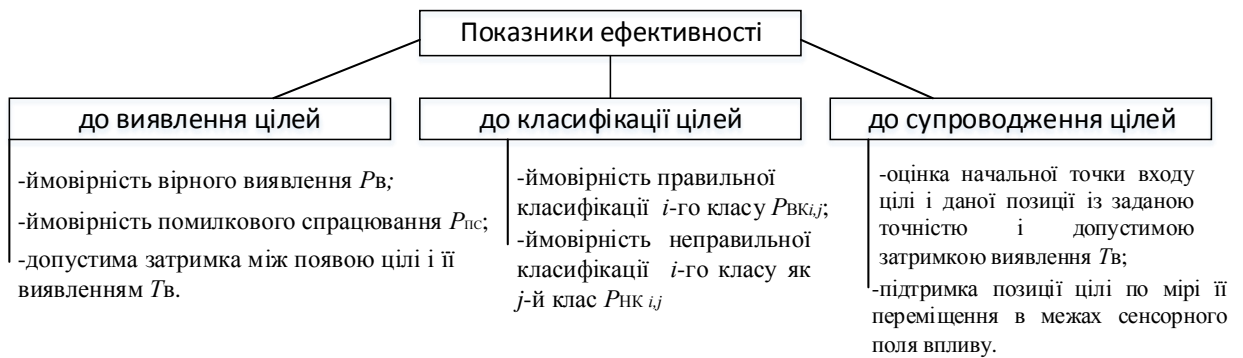 Показники ефективності
до виявлення цілей
-ймовірність вірного виявлення Pв;
-ймовірність помилкового спрацювання Pпс;
-допустима затримка між появою цілі і її
виявленням Tв.
до класифікації цілей
-ймовірність правильної
класифікації i-го класу PВКi,j;
-ймовірність неправильної
класифікації i-го класу як
j-й клас PНК i,j
до супроводження цілей
-оцінка начальної точки входу
цілі і даної позиції із заданою
точністю і допустимою
затримкою виявлення Tв;
-підтримка позиції цілі по мірі її
переміщення в межах сенсорного
поля впливу.